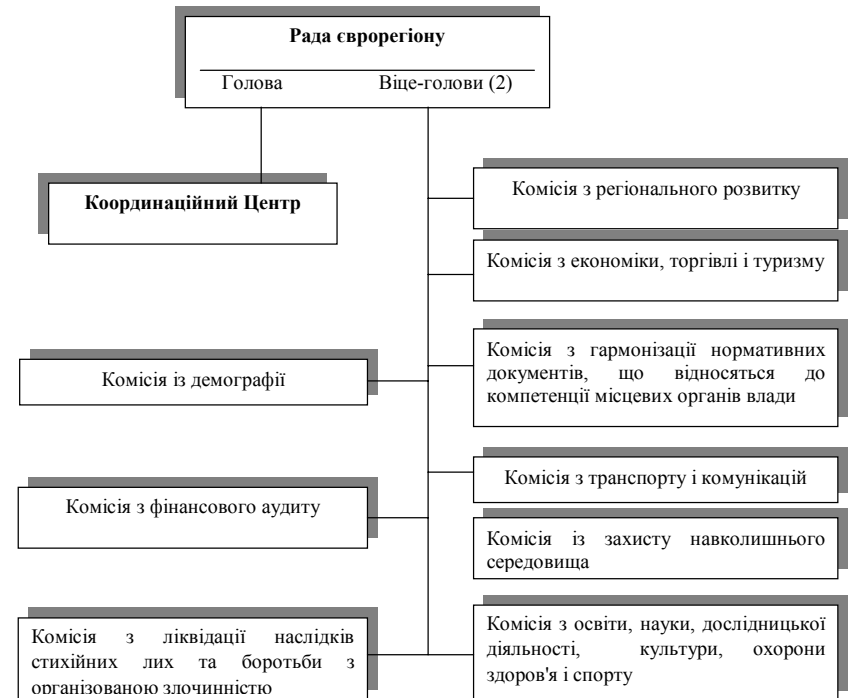 Рада єврорегіону
Голова Віце-голови (2)
Координаційний Центр
Комісія з регіонального розвитку
Комісія з економіки, торгівлі і туризму
Комісія із демографії
Комісія з гармонізації нормативних
документів, що відносяться до
компетенції місцевих органів влади
Комісія з фінансового аудиту
Комісія з транспорту і комунікацій
Комісія із захисту навколишнього
середовища
Комісія з ліквідації наслідків
стихійних лих та боротьби з
організованою злочинністю
Комісія з освіти, науки, дослідницької
діяльності, культури, охорони
здоров'я і спорту